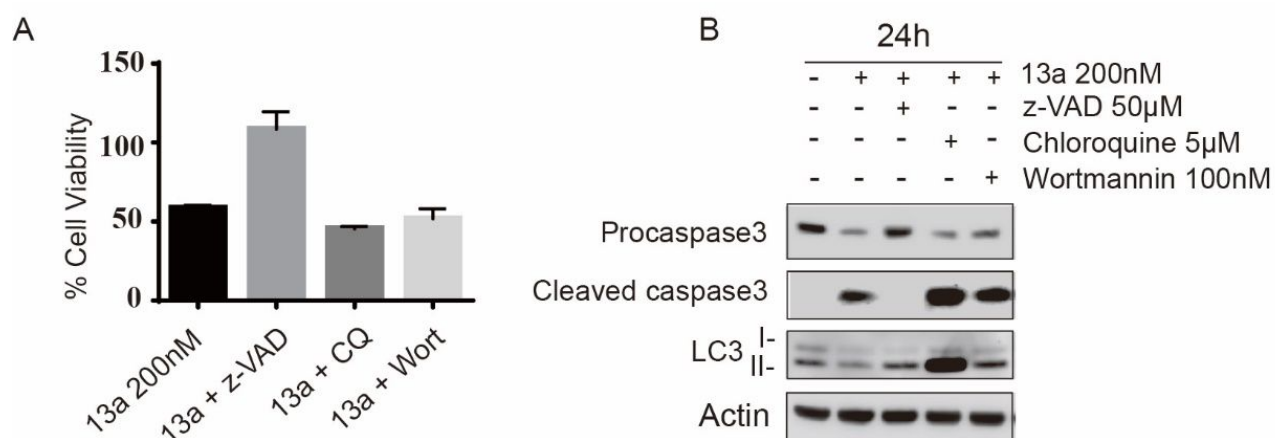 A
% Cell Viability
150
100
50
0
13a 200nM
13a + z-VAD
13a + CQ
13a + Wort
B
24h
- + + + + 13a 200nM
- - + - - z-VAD 50µM
- - - + - Chloroquine 5µM
- - - - + Wortmannin 100nM
Procaspase3
Cleaved caspase3
LC3 I-
II-
Actin